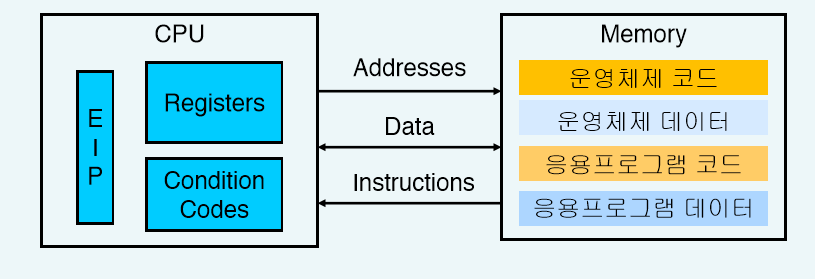 CPU
E
I
P
Registers
Condition
Codes
Addresses
Data
Instructions
Memory
운영체제 코드
운영체제 데이터
응용프로그램 코드
응용프로그램 데이터